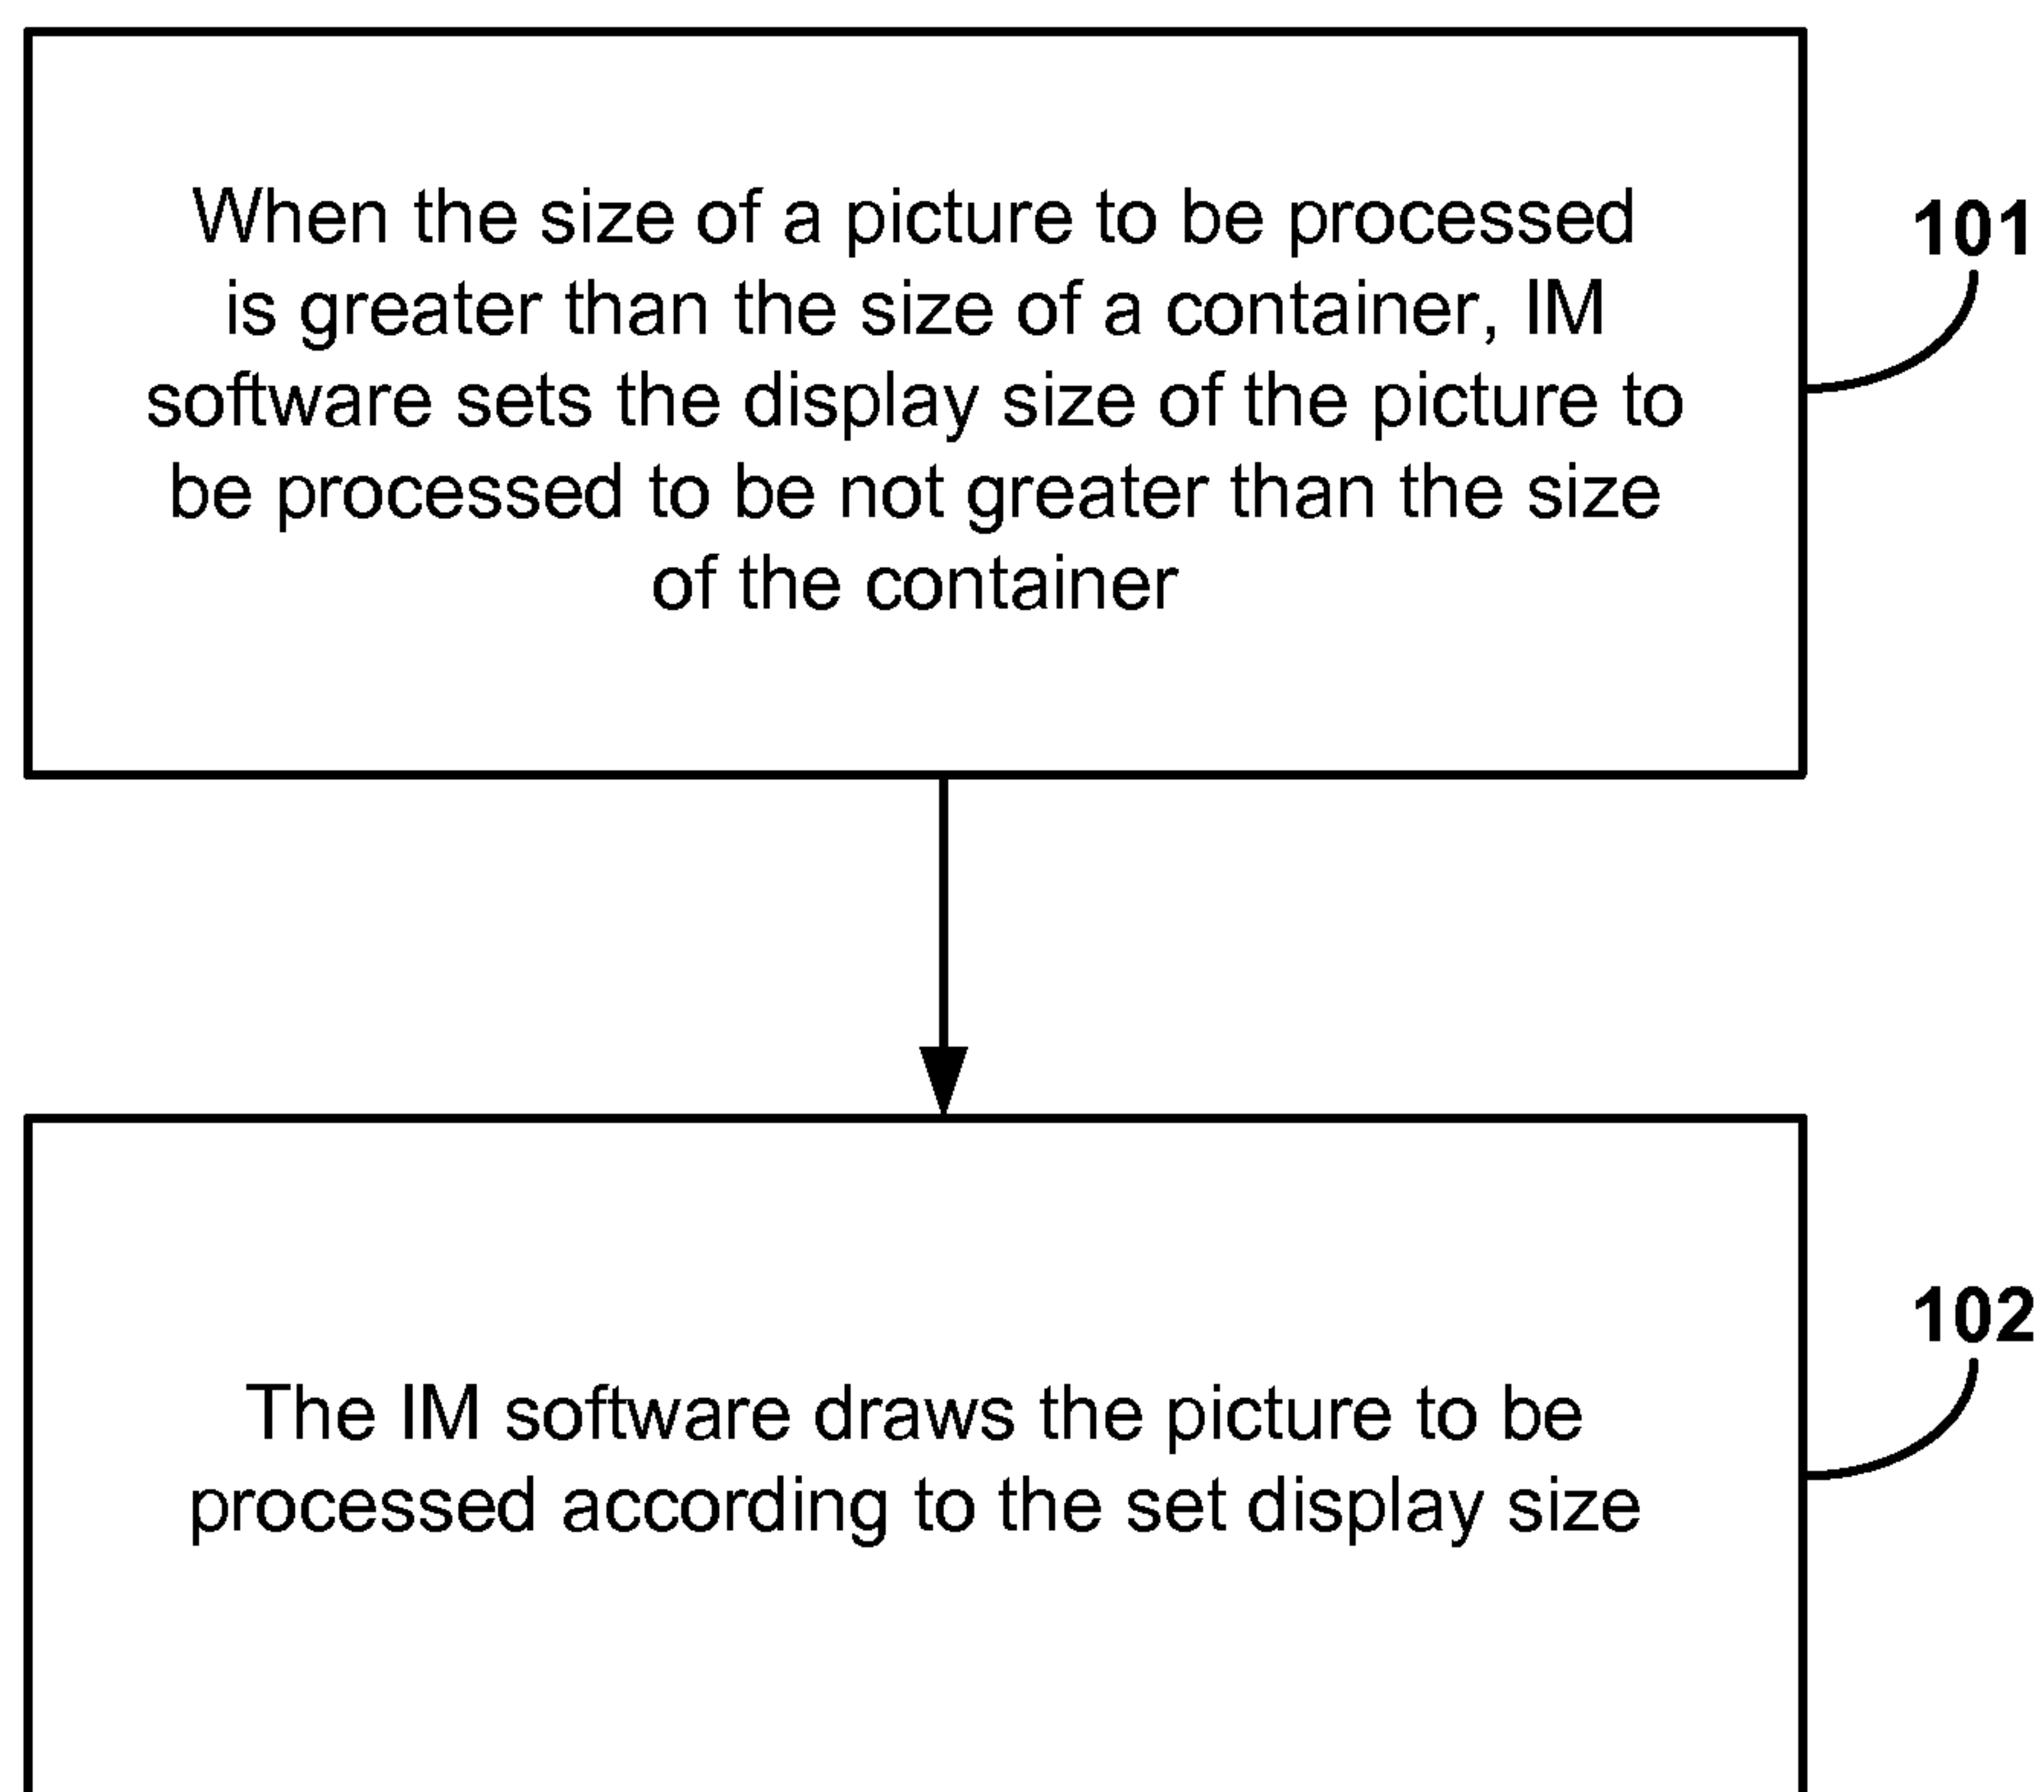 When the size of a picture to be processed
is greater than the size of a container, IM
software sets the display size of the picture to
be processed to be not greater than the size
of the container
101
The IM software draws the picture to be
processed according to the set display size
102